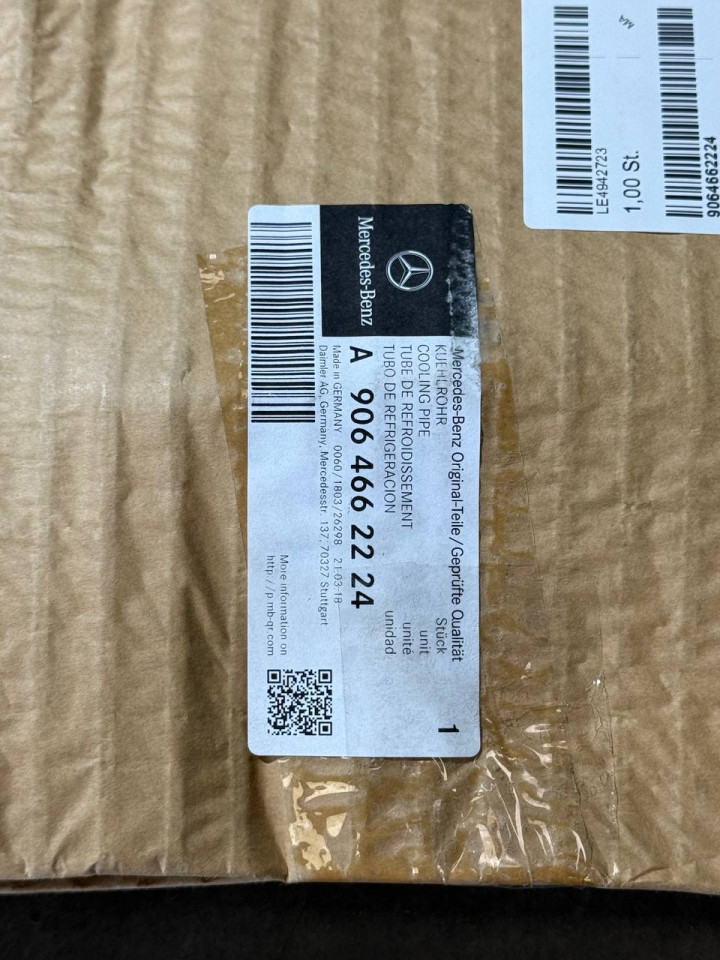 Mercedes-Benz
Mercedes-Benz Original-Teile/Geprüfte Qualität
KUEHLROHR Stück 1
COOLING PIPE unit
TUBE DE REFROIDISSEMENT unité
TUBO DE REFRIGERACION unidad
A 906 466 22 24
Made in GERMANY 0060/1803/26298 21.03.18
Daimler AG, Germany, Mercedesstr. 137, 70327 Stuttgart
More information on
http://p.mb-qr.com
MA
LE4942723
1,00 St.
9064662224